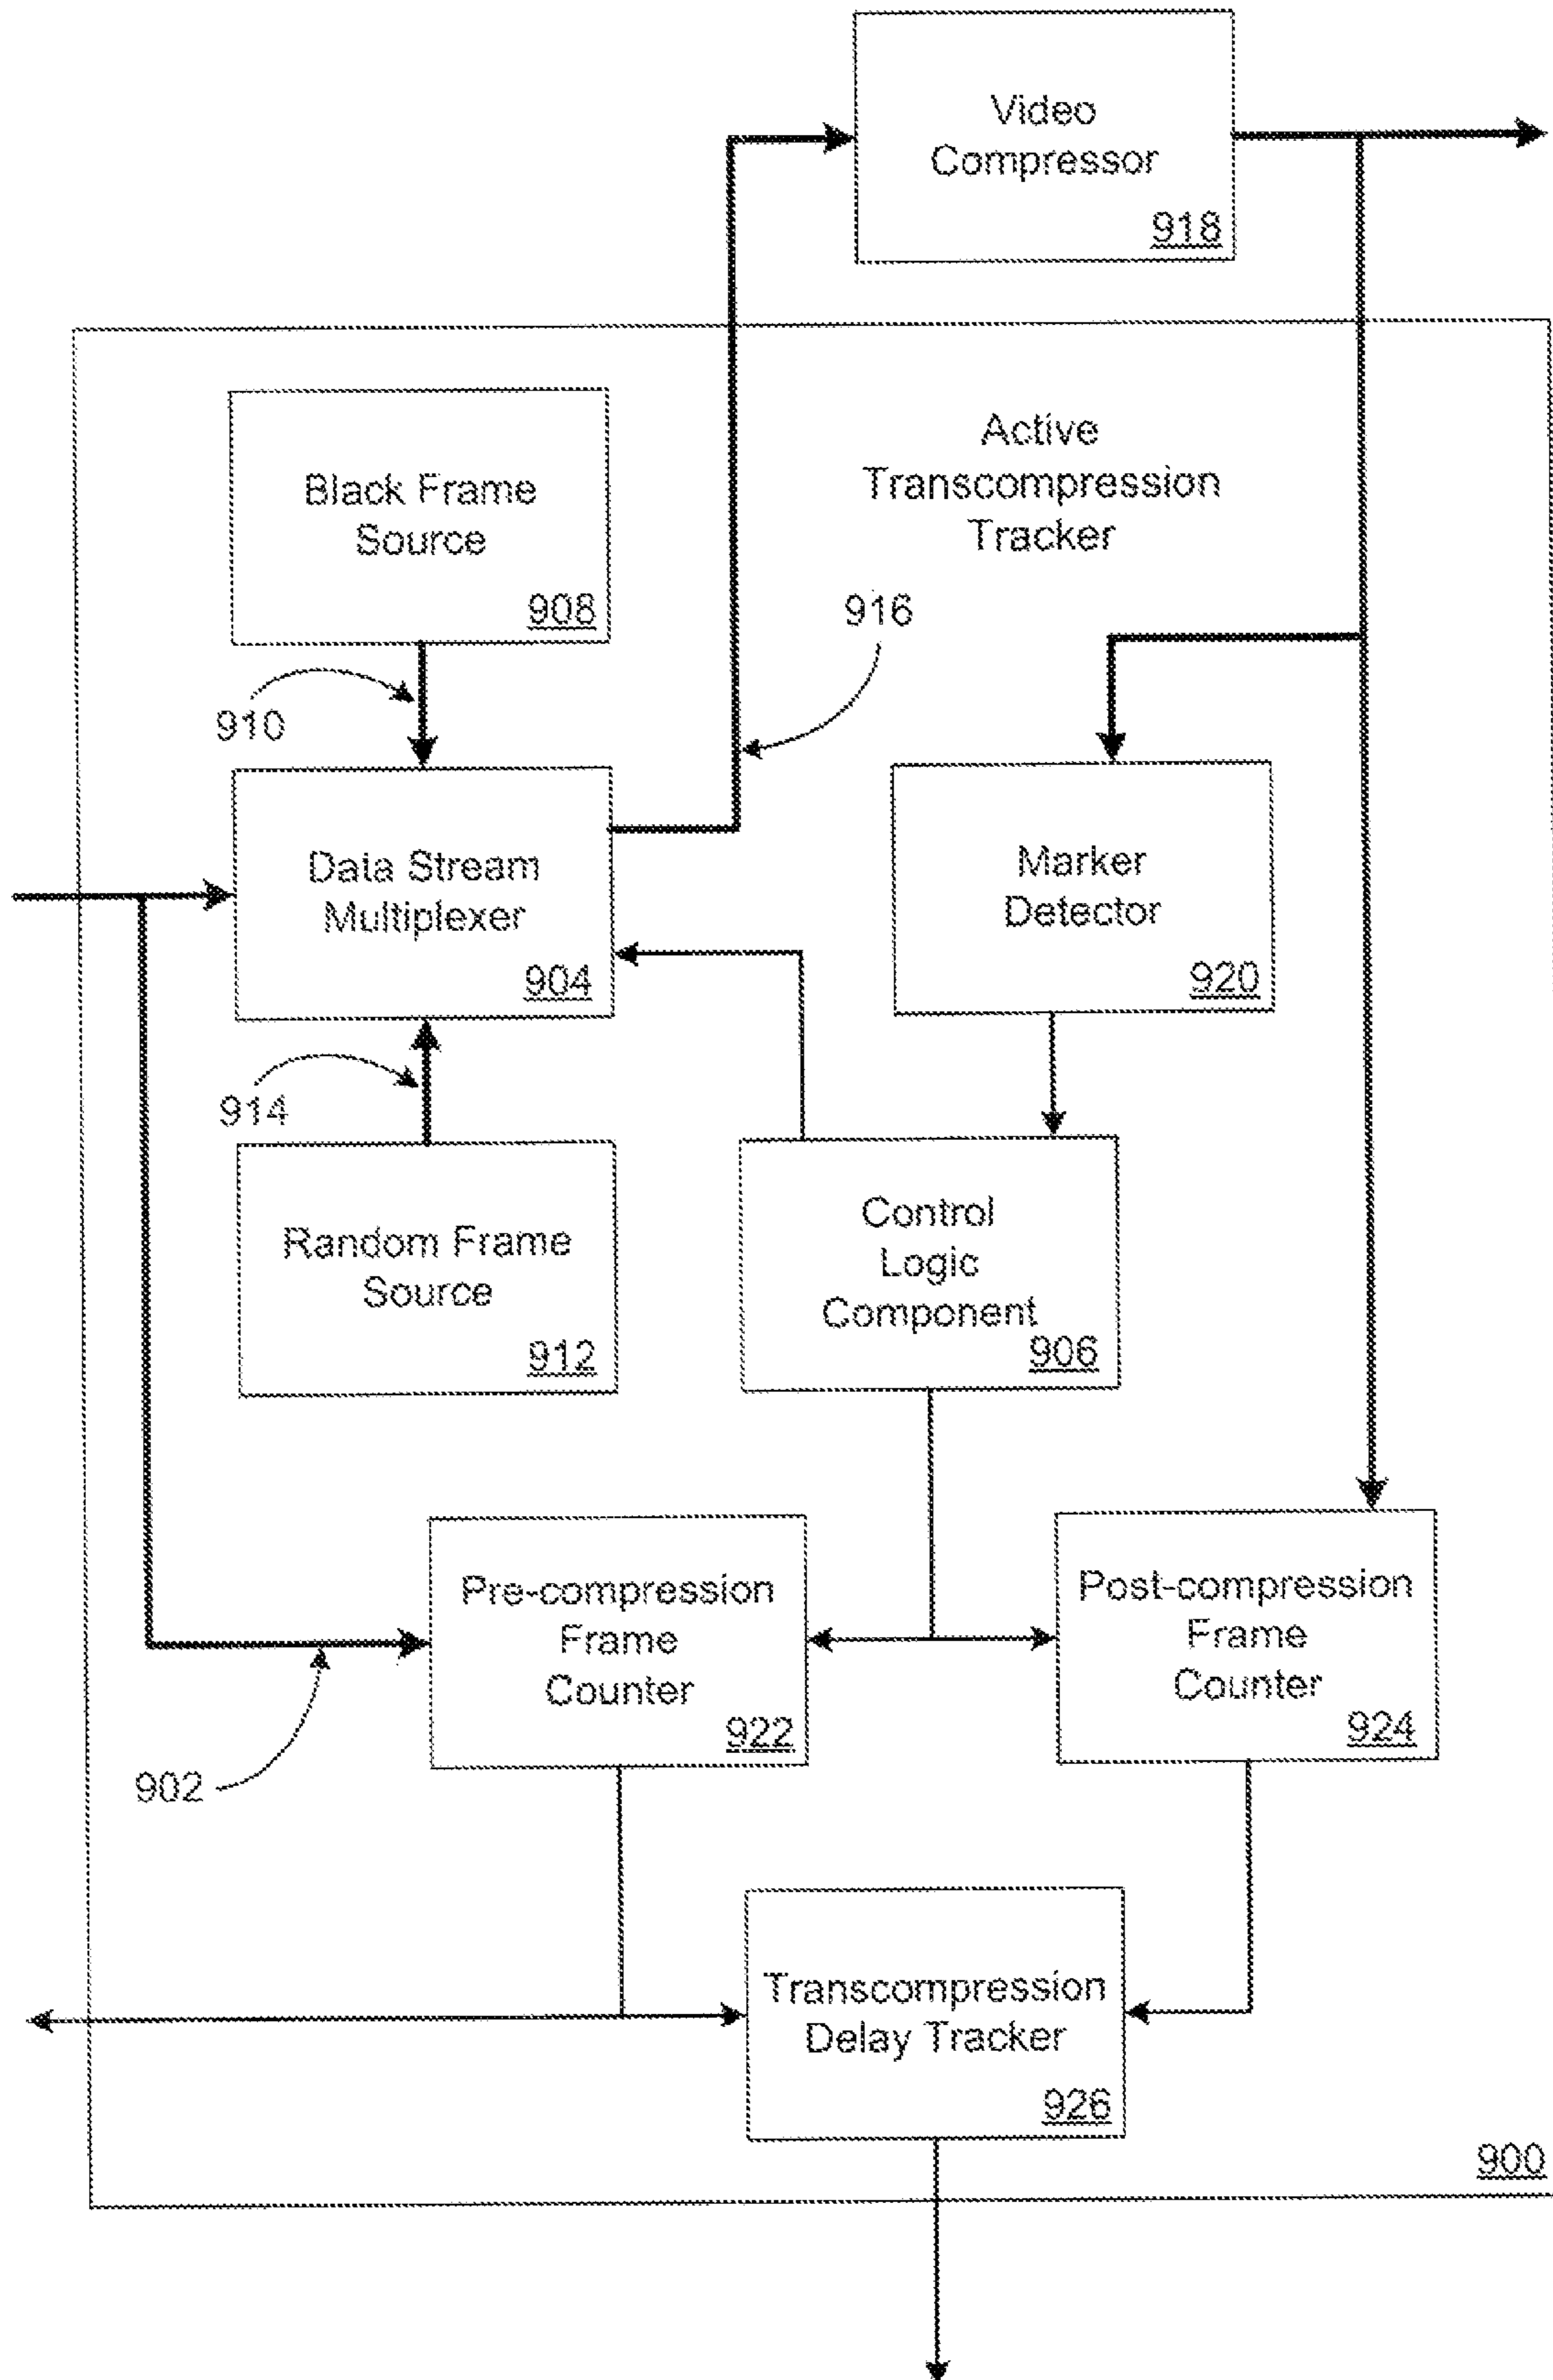 Video
Compressor
918
Active
Transcompression
Tracker
Black Frame
Source
908
916
910
Data Stream
Multiplexer
904
Marker
Detector
920
914
Random Frame
Source
912
Control
Logic
Component
906
Pre-compression
Frame
Counter
922
Post-compression
Frame
Counter
924
902
Transcompression
Delay Tracker
926
900